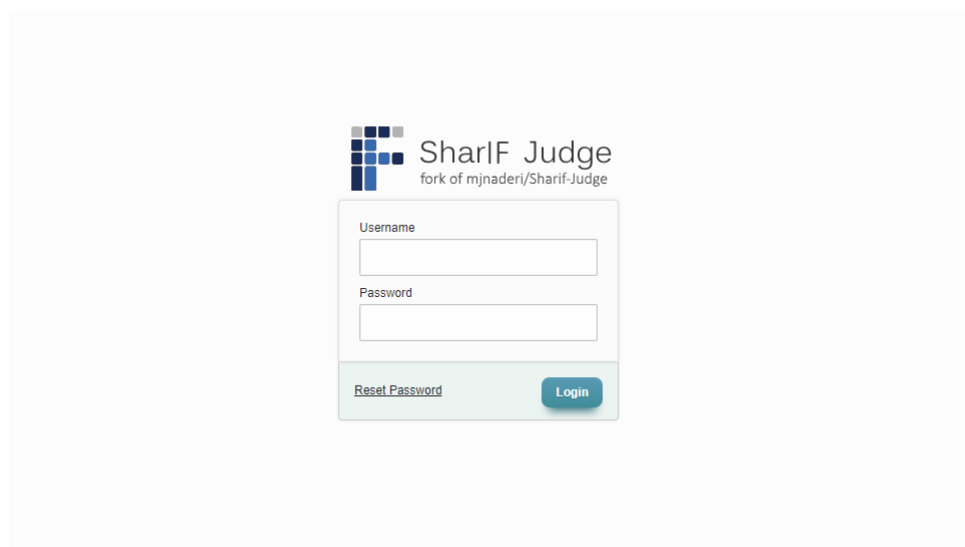 SharIF Judge
fork of mjnaderi/Sharif-Judge
Username
Password
Reset Password
Login